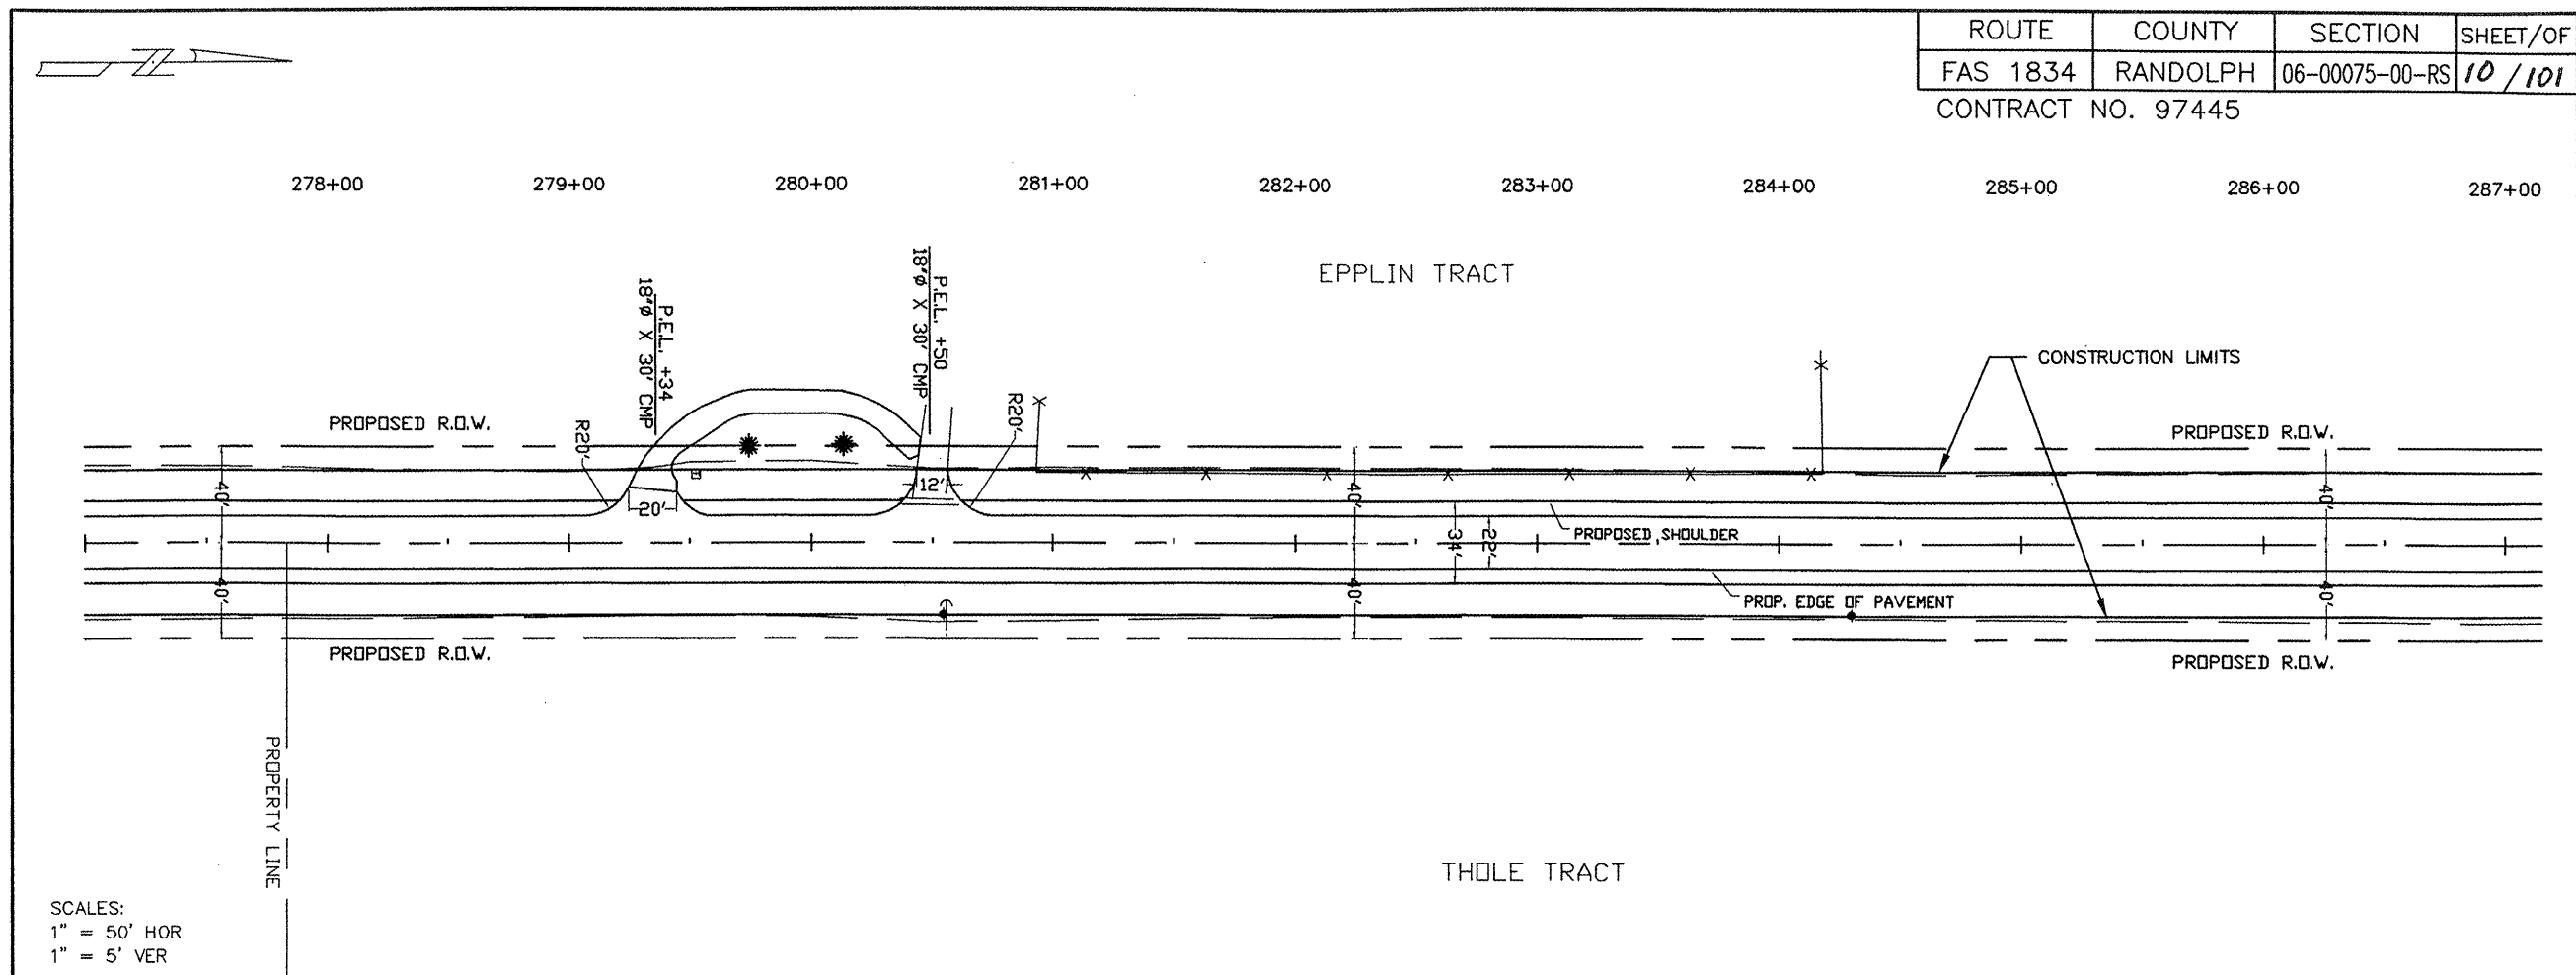 ROUTE COUNTY SECTION SHEET/OF
FAS 1834 RANDOLPH 06-00075-00-RS 10 / 101
CONTRACT NO. 97445
278+00 279+00 280+00 281+00 282+00 283+00 284+00 285+00 286+00 287+00
EPPLIN TRACT
P.E.L. +34
18"ø X 30' CMP
P.E.L. +50
18"ø X 30' CMP
CONSTRUCTION LIMITS
PROPOSED R.O.W.
R20'
R20'
PROPOSED R.O.W.
40'
20'
12'
40'
40'
34'
22'
PROPOSED SHOULDER
40'
40'
40'
PROP. EDGE OF PAVEMENT
PROPOSED R.O.W.
PROPOSED R.O.W.
PROPERTY LINE
THOLE TRACT
SCALES:
1" = 50' HOR
1" = 5' VER